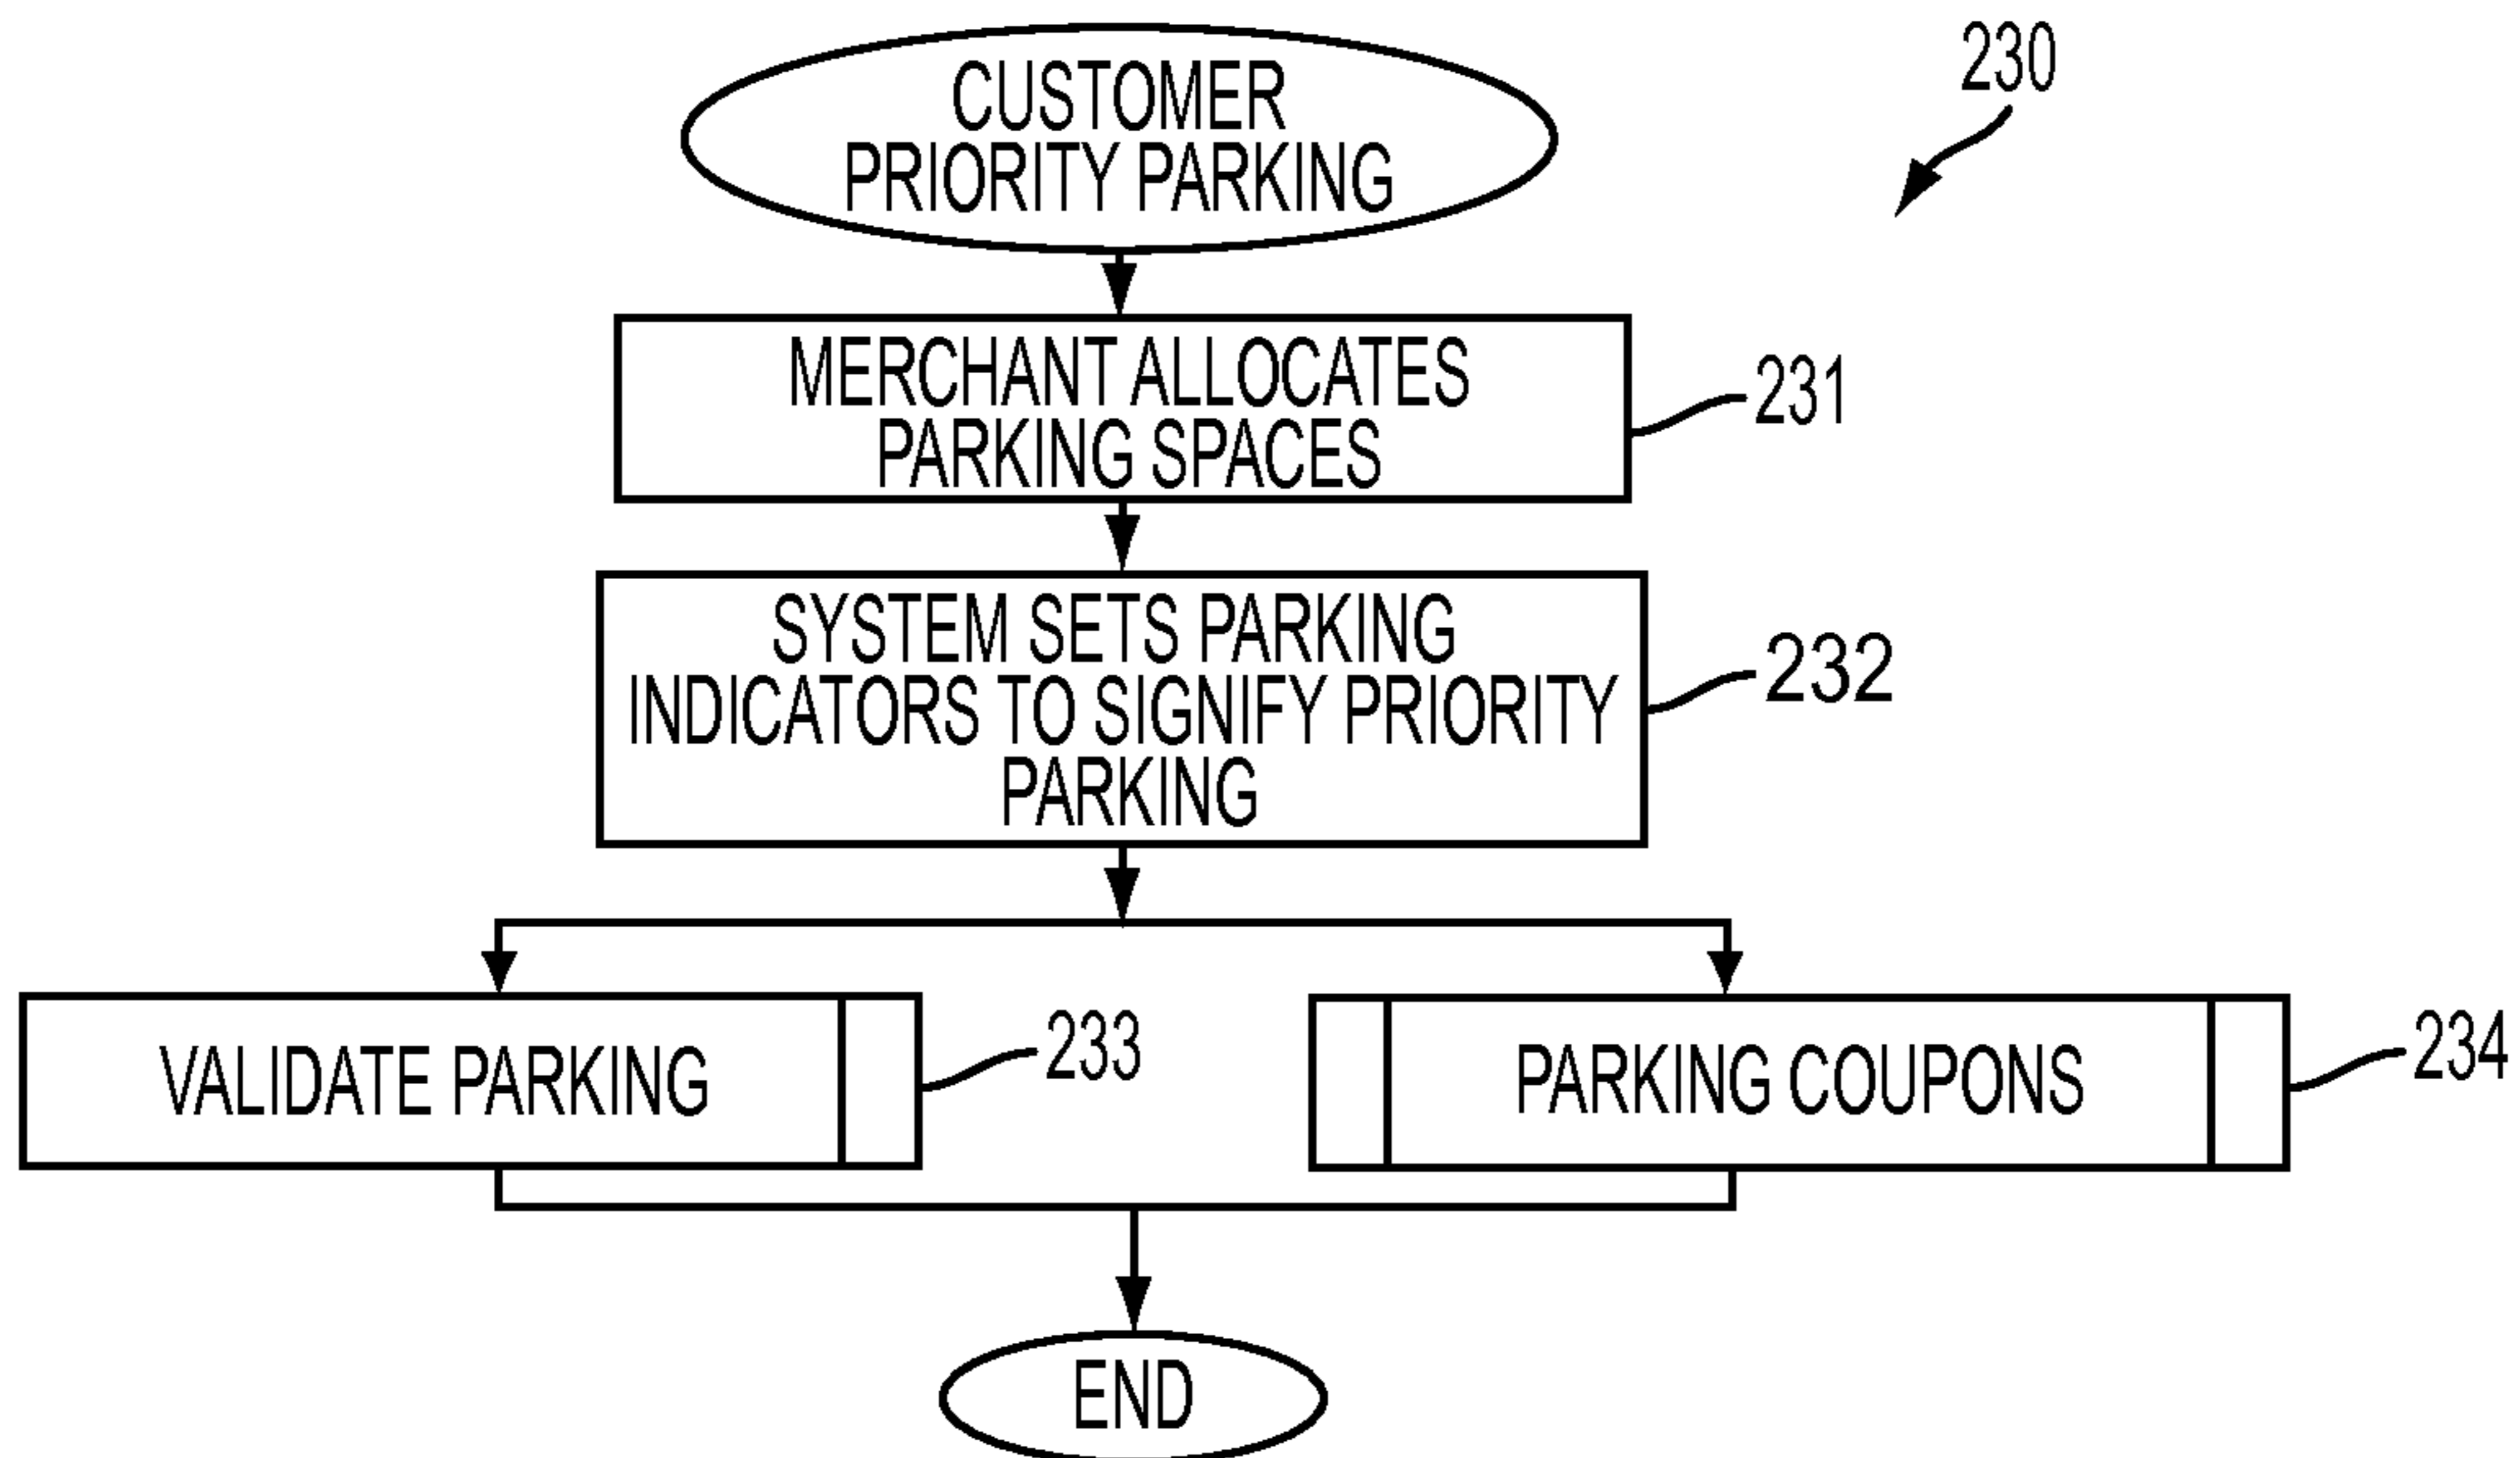 CUSTOMER
PRIORITY PARKING
230
MERCHANT ALLOCATES
PARKING SPACES
231
SYSTEM SETS PARKING
INDICATORS TO SIGNIFY PRIORITY
PARKING
232
VALIDATE PARKING
233
PARKING COUPONS
234
END